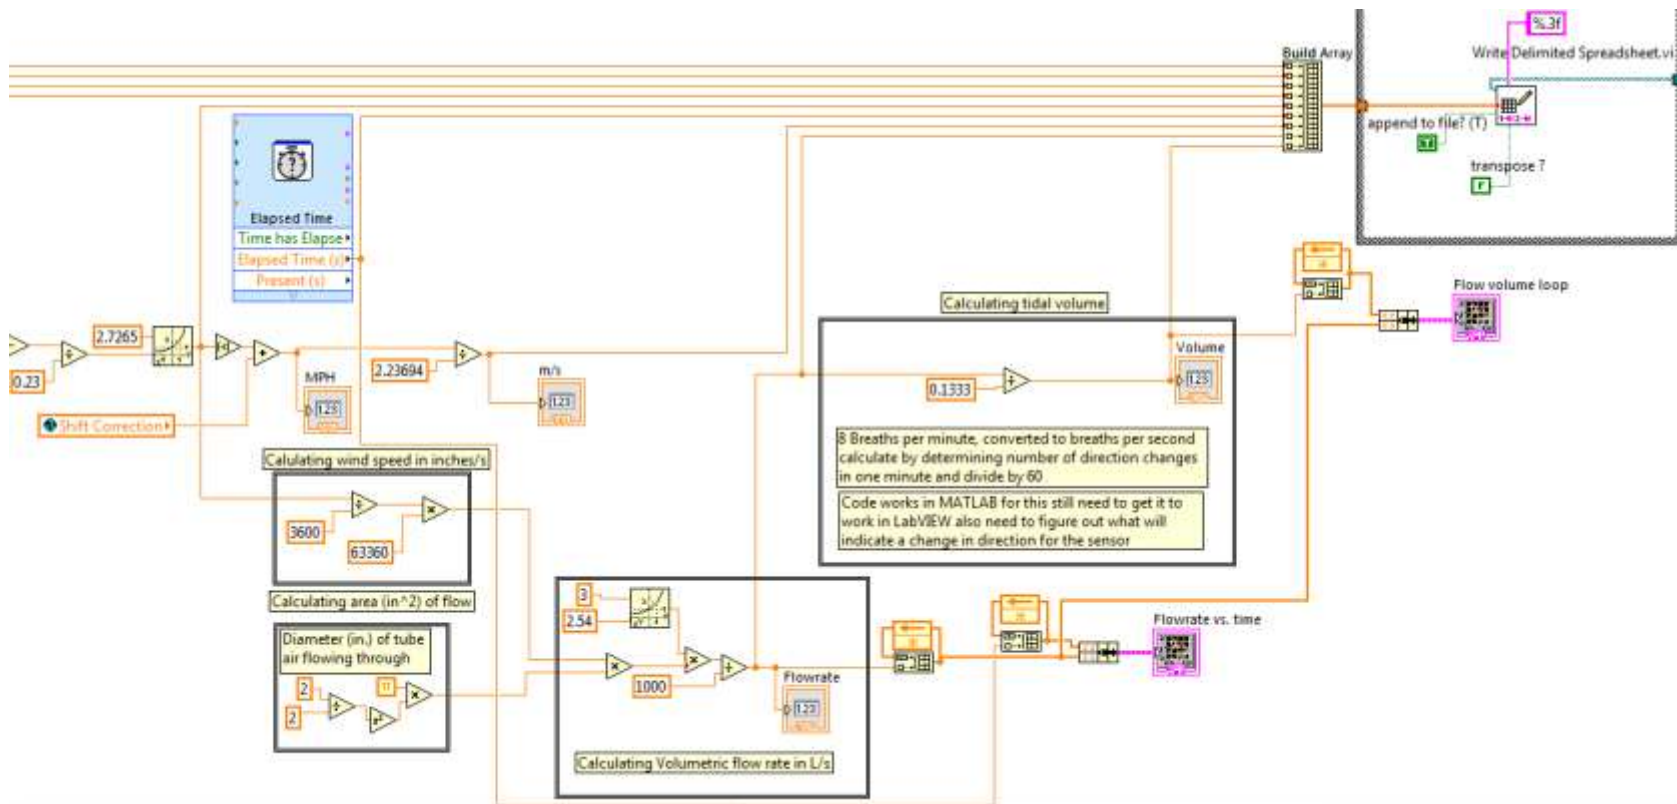 %.3f
Build Array
Write Delimited Spreadsheet.vi
append to file? (T)
transpose ?
F
Elapsed Time
Time has Elapse
Elapsed Time (s)
Present (s)
Flow volume loop
Calculating tidal volume
2.7265
0.23
MPH
123
2.23694
m/s
123
Volume
123
0.1333
Shift Correction
8 Breaths per minute, converted to breaths per second
calculate by determining number of direction changes
in one minute and divide by 60
Code works in MATLAB for this still need to get it to
work in LabVIEW also need to figure out what will
indicate a change in direction for the sensor
Calulating wind speed in inches/s
3600
63360
Calculating area (in^2) of flow
Diameter (in.) of tube
air flowing through
2
2
π
3
2.54
1000
Flowrate
123
Flowrate vs. time
Calculating Volumetric flow rate in L/s